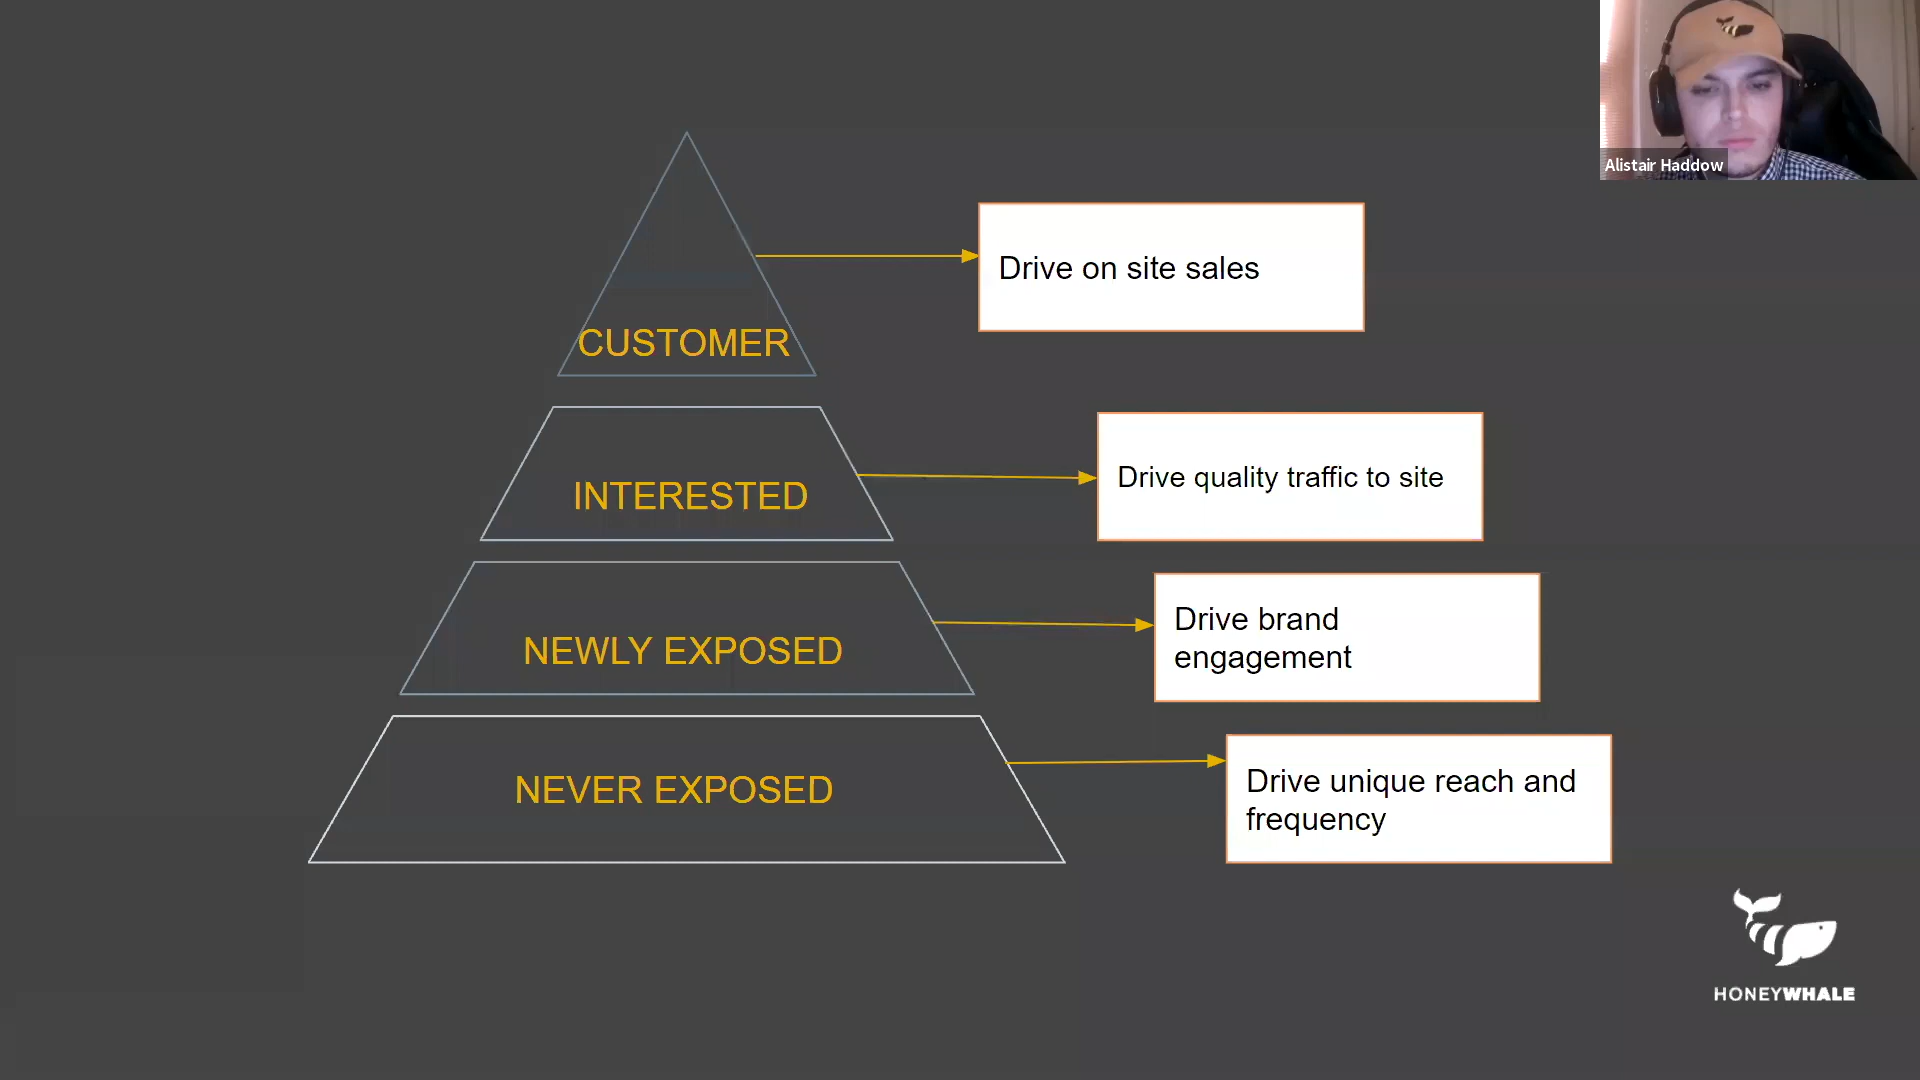 Alistair Haddow
CUSTOMER
Drive on site sales
INTERESTED
Drive quality traffic to site
NEWLY EXPOSED
Drive brand
engagement
NEVER EXPOSED
Drive unique reach and
frequency
HONEYWHALE